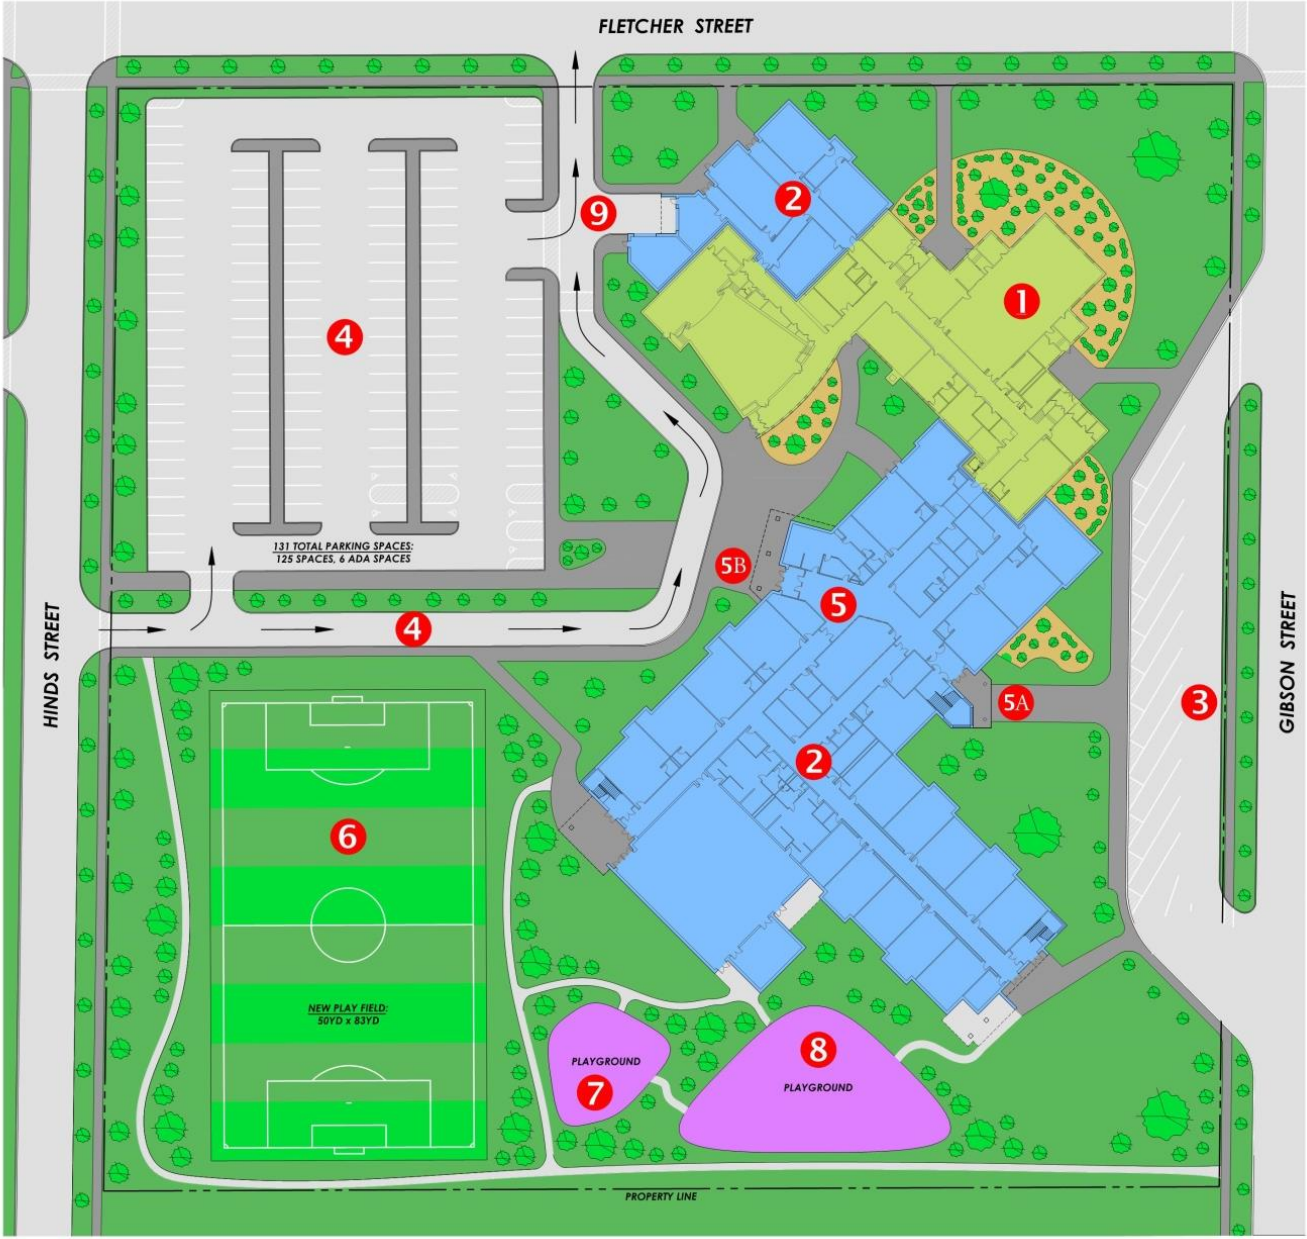 FLETCHER STREET
2
9
1
4
131 TOTAL PARKING SPACES:
125 SPACES, 6 ADA SPACES
5B
5
4
HINDS STREET
GIBSON STREET
5A
3
2
6
NEW PLAY FIELD:
50YD x 83YD
8
PLAYGROUND
7
PLAYGROUND
PROPERTY LINE